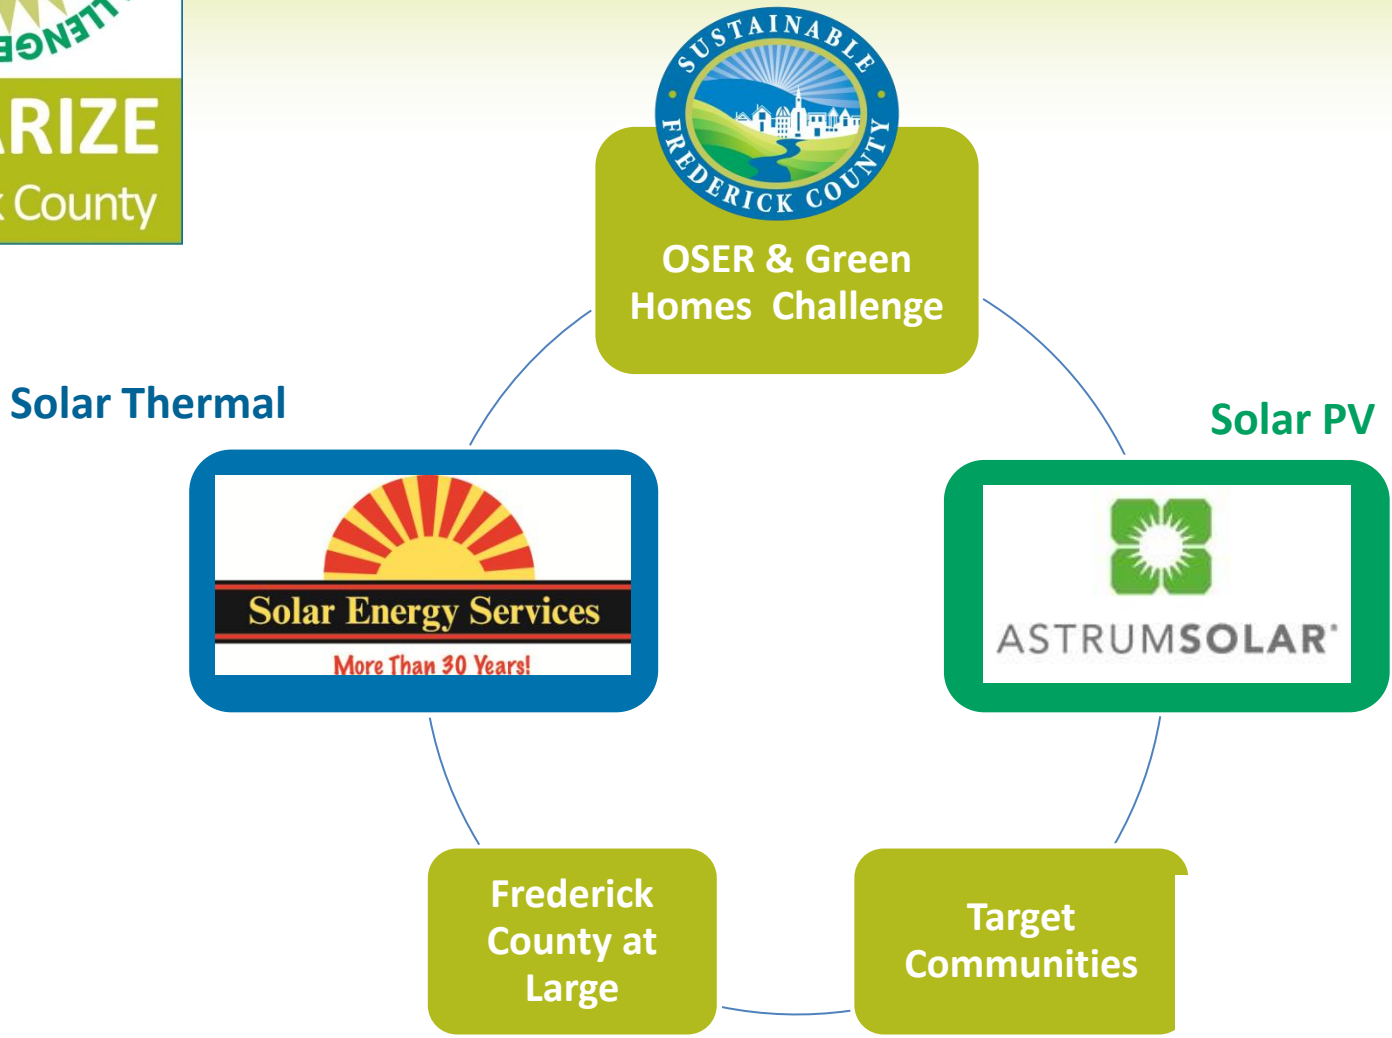 SUSTAINABLE
FREDERICK COUNTY
k County
OSER & Green
Homes Challenge
Solar Thermal
Solar PV
Solar Energy Services
More Than 30 Years!
ASTRUMSOLAR
Frederick
County at
Large
Target
Communities